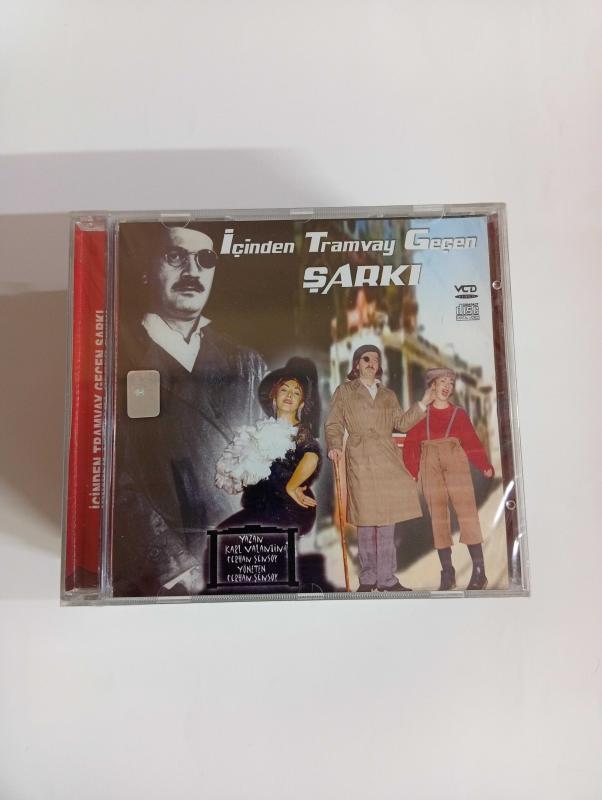 İçinden Tramvay Geçen
ŞARKI
VCD
İÇİNDEN TRAMVAY GEÇEN ŞARKI
YAZAN
KARL VALANTİN
FERHAN ŞENSOY
YÖNETEN
FERHAN ŞENSOY